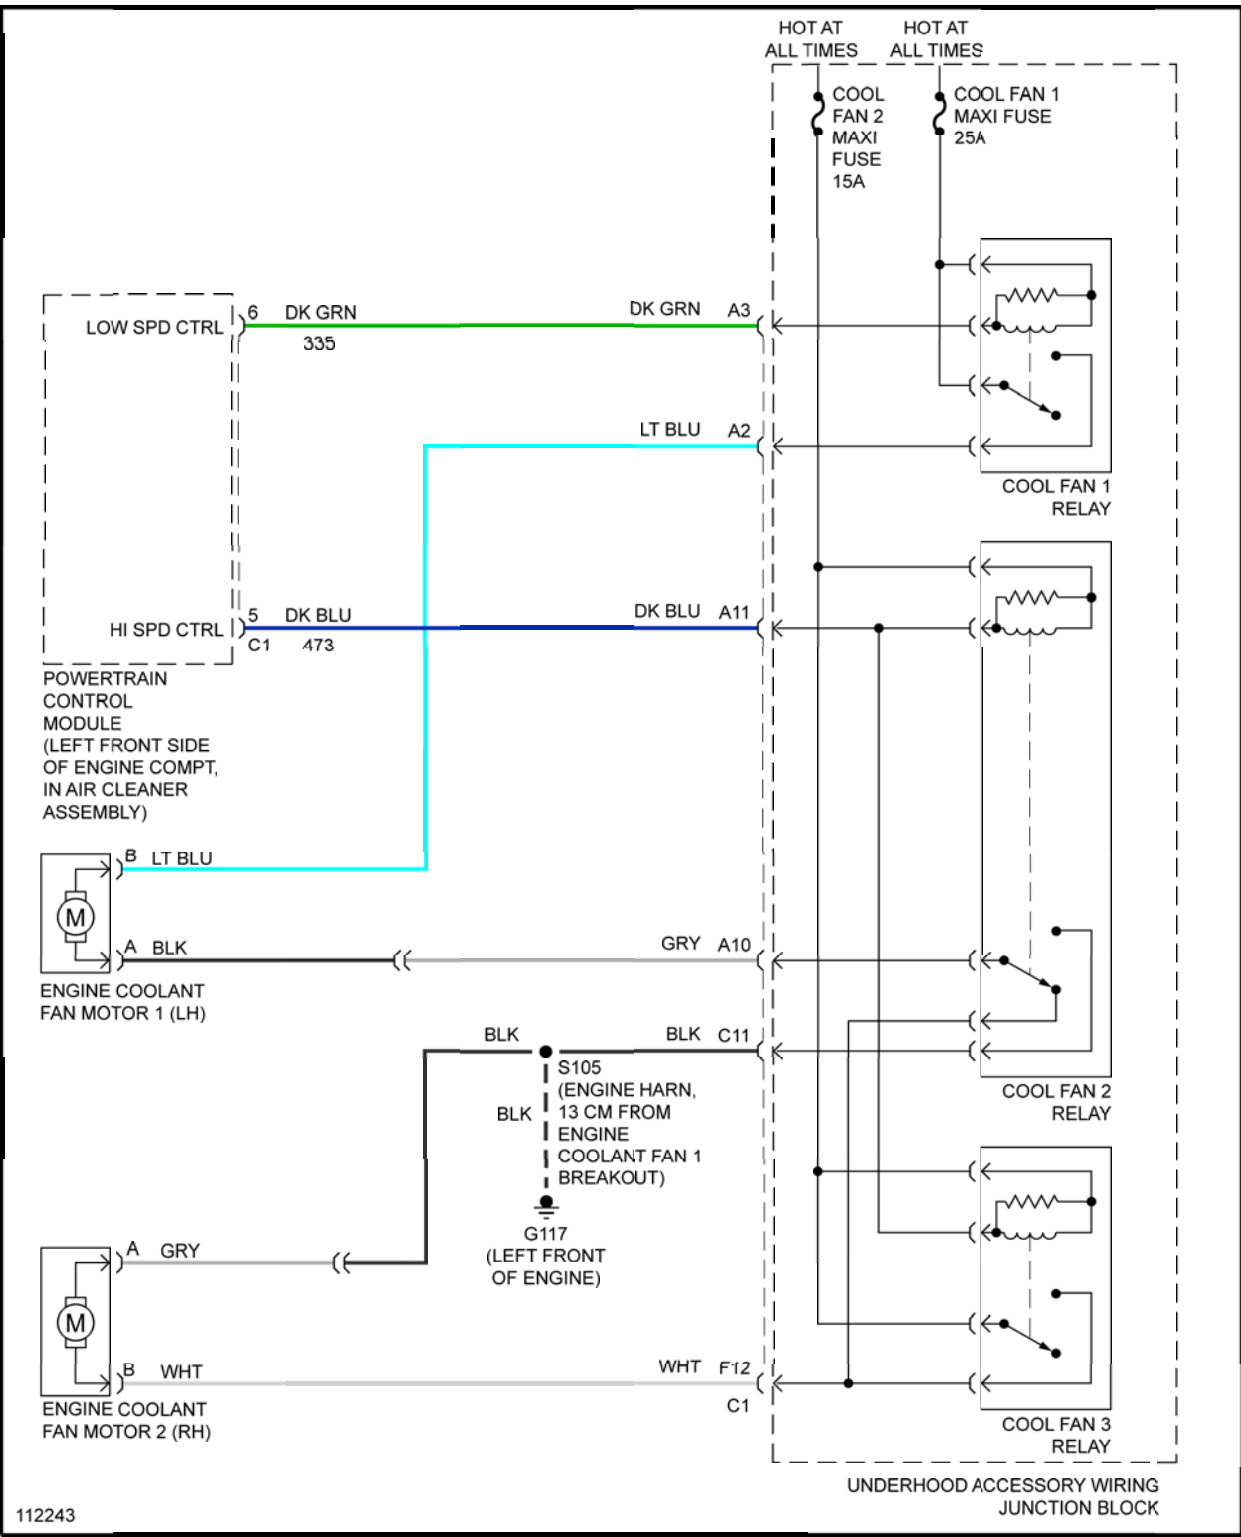 HOT AT
ALL TIMES
HOT AT
ALL TIMES
COOL
FAN 2
MAXI
FUSE
15A
COOL FAN 1
MAXI FUSE
25A
LOW SPD CTRL
6
DK GRN
335
DK GRN
A3
LT BLU
A2
COOL FAN 1
RELAY
HI SPD CTRL
5
DK BLU
C1
473
DK BLU
A11
POWERTRAIN
CONTROL
MODULE
(LEFT FRONT SIDE
OF ENGINE COMPT,
IN AIR CLEANER
ASSEMBLY)
B
LT BLU
M
A
BLK
GRY
A10
ENGINE COOLANT
FAN MOTOR 1 (LH)
BLK
BLK
C11
S105
(ENGINE HARN,
13 CM FROM
ENGINE
COOLANT FAN 1
BREAKOUT)
BLK
COOL FAN 2
RELAY
G117
(LEFT FRONT
OF ENGINE)
A
GRY
M
B
WHT
WHT
F12
C1
ENGINE COOLANT
FAN MOTOR 2 (RH)
COOL FAN 3
RELAY
UNDERHOOD ACCESSORY WIRING
JUNCTION BLOCK
112243